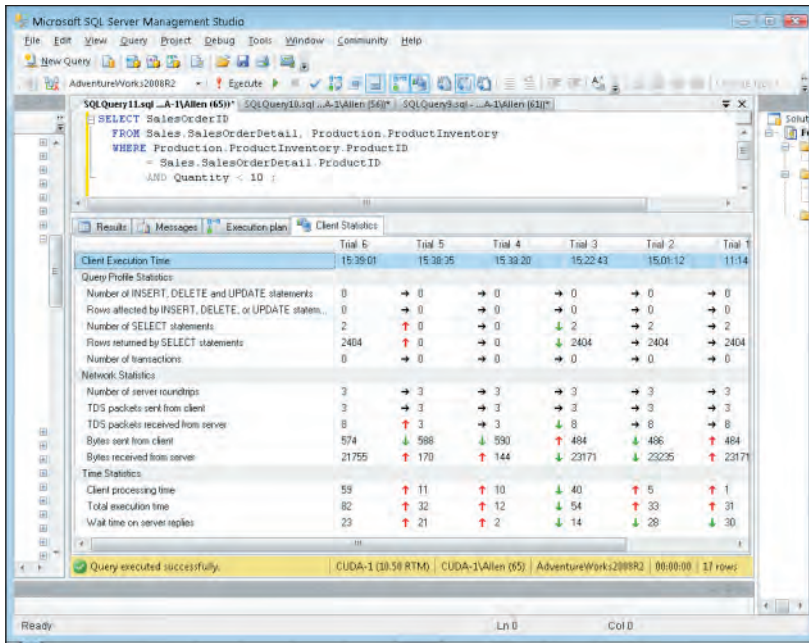 Microsoft SQL Server Management Studio
File Edit View Query Project Debug Tools Window Community Help
New Query
AdventureWorks2008R2 Execute
SQLQuery11.sql ...A-1\Allen (65))* SQLQuery10.sql ...A-1\Allen (56))* SQLQuery9.sql - ...A-1\Allen (61))*
SELECT SalesOrderID
FROM Sales.SalesOrderDetail, Production.ProductInventory
WHERE Production.ProductInventory.ProductID
= Sales.SalesOrderDetail.ProductID
AND Quantity < 10 ;
Solut
Results Messages Execution plan Client Statistics
Trial 6 Trial 5 Trial 4 Trial 3 Trial 2 Trial 1
Client Execution Time 15:39:01 15:38:35 15:38:20 15:22:43 15:01:12 11:14
Query Profile Statistics
Number of INSERT, DELETE and UPDATE statements 0 → 0 → 0 → 0 → 0 → 0
Rows affected by INSERT, DELETE, or UPDATE statem... 0 → 0 → 0 → 0 → 0 → 0
Number of SELECT statements 2 ↑ 0 → 0 ↓ 2 → 2 → 2
Rows returned by SELECT statements 2404 ↑ 0 → 0 ↓ 2404 → 2404 → 2404
Number of transactions 0 → 0 → 0 → 0 → 0 → 0
Network Statistics
Number of server roundtrips 3 → 3 → 3 → 3 → 3 → 3
TDS packets sent from client 3 → 3 → 3 → 3 → 3 → 3
TDS packets received from server 8 ↑ 3 → 3 ↓ 8 → 8 → 8
Bytes sent from client 574 ↓ 588 ↓ 590 ↑ 484 ↓ 486 ↑ 484
Bytes received from server 21755 ↑ 170 ↑ 144 ↓ 23171 ↓ 23235 ↑ 23171
Time Statistics
Client processing time 59 ↑ 11 ↑ 10 ↓ 40 ↑ 5 ↑ 1
Total execution time 82 ↑ 32 ↑ 12 ↓ 54 ↑ 33 ↑ 31
Wait time on server replies 23 ↑ 21 ↑ 2 ↓ 14 ↓ 28 ↓ 30
Query executed successfully. CUDA-1 (10.50 RTM) CUDA-1\Allen (65) AdventureWorks2008R2 00:00:00 17 rows
Ready Ln 0 Col 0